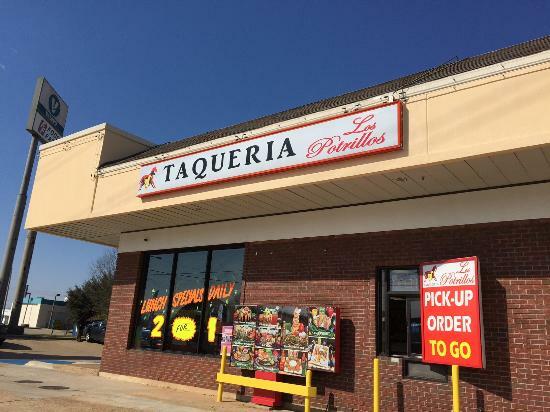 TAQUERIA Los Potrillos
LUNCH SPECIALS DAILY
2 FOR 1
Los
Potrillos
PICK-UP
ORDER
TO GO